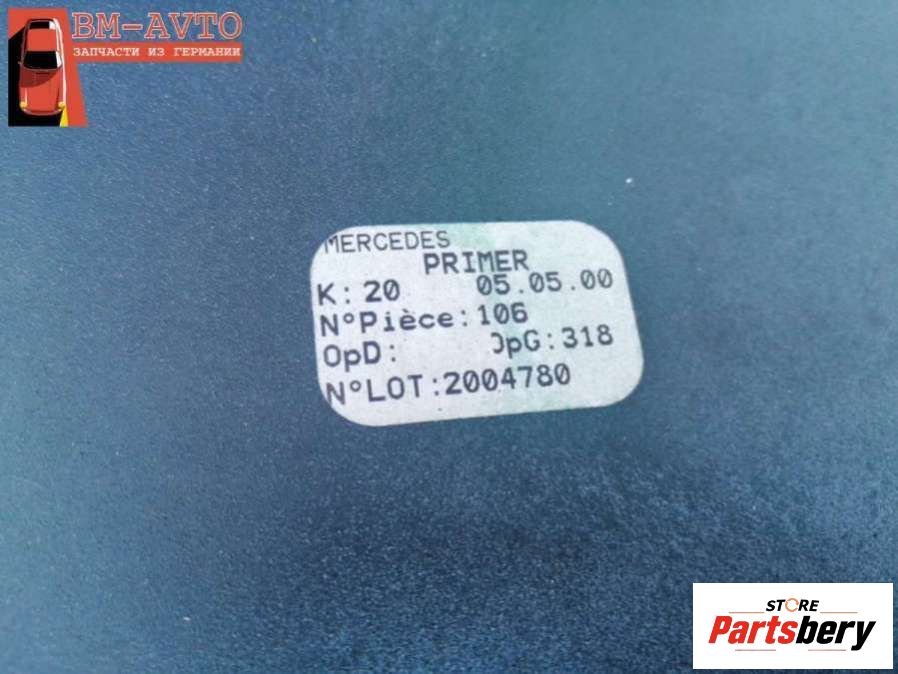 BM-AVTO
ЗАПЧАСТИ ИЗ ГЕРМАНИИ
MERCEDES
PRIMER
K: 20 05.05.00
N°Pièce: 106
OpD: OpG: 318
N°LOT: 2004780
STORE
Partsbery